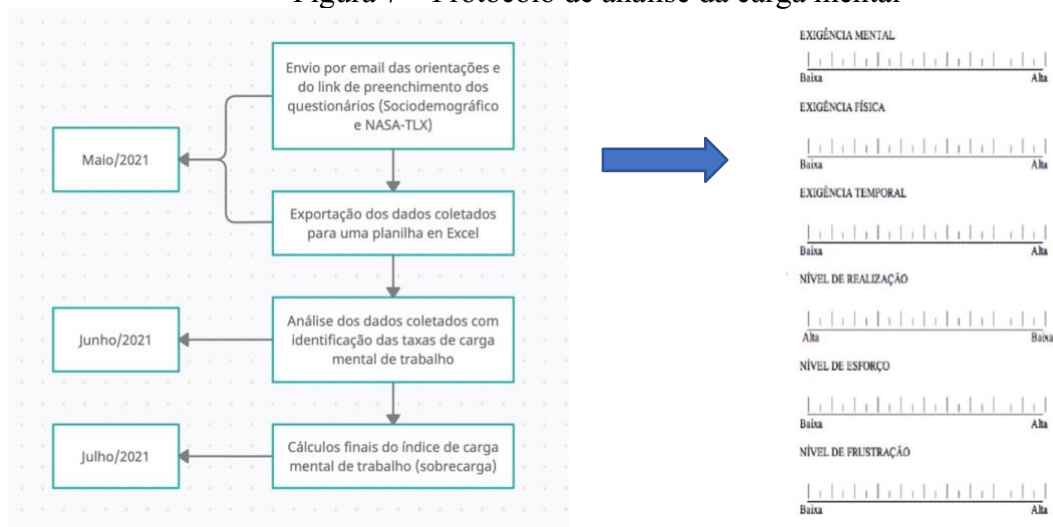 Figura 7 – Protocolo de análise da carga mental
Envio por email das orientações e
do link de preenchimento dos
questionários (Sociodemográfico
e NASA-TLX)
Maio/2021
Exportação dos dados coletados
para uma planilha en Excel
Junho/2021
Análise dos dados coletados com
identificação das taxas de carga
mental de trabalho
Julho/2021
Cálculos finais do índice de carga
mental de trabalho (sobrecarga)
EXIGÊNCIA MENTAL
Baixa Alta
EXIGÊNCIA FÍSICA
Baixa Alta
EXIGÊNCIA TEMPORAL
Baixa Alta
NÍVEL DE REALIZAÇÃO
Alta Baixa
NÍVEL DE ESFORÇO
Baixa Alta
NÍVEL DE FRUSTRAÇÃO
Baixa Alta